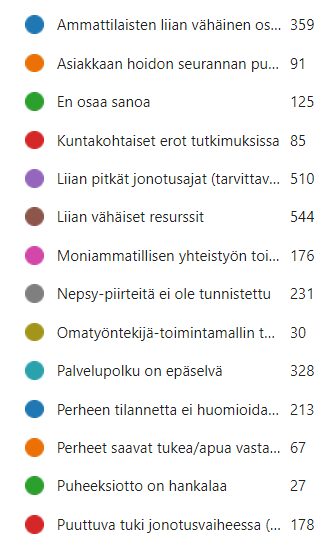 Ammattilaisten liian vähäinen os... 359
Asiakkaan hoidon seurannan pu... 91
En osaa sanoa 125
Kuntakohtaiset erot tutkimuksissa 85
Liian pitkät jonotusajat (tarvittav... 510
Liian vähäiset resurssit 544
Moniammatillisen yhteistyön toi... 176
Nepsy-piirteitä ei ole tunnistettu 231
Omatyöntekijä-toimintamallin t... 30
Palvelupolku on epäselvä 328
Perheen tilannetta ei huomioida... 213
Perheet saavat tukea/apua vasta... 67
Puheeksiotto on hankalaa 27
Puuttuva tuki jonotusvaiheessa (... 178